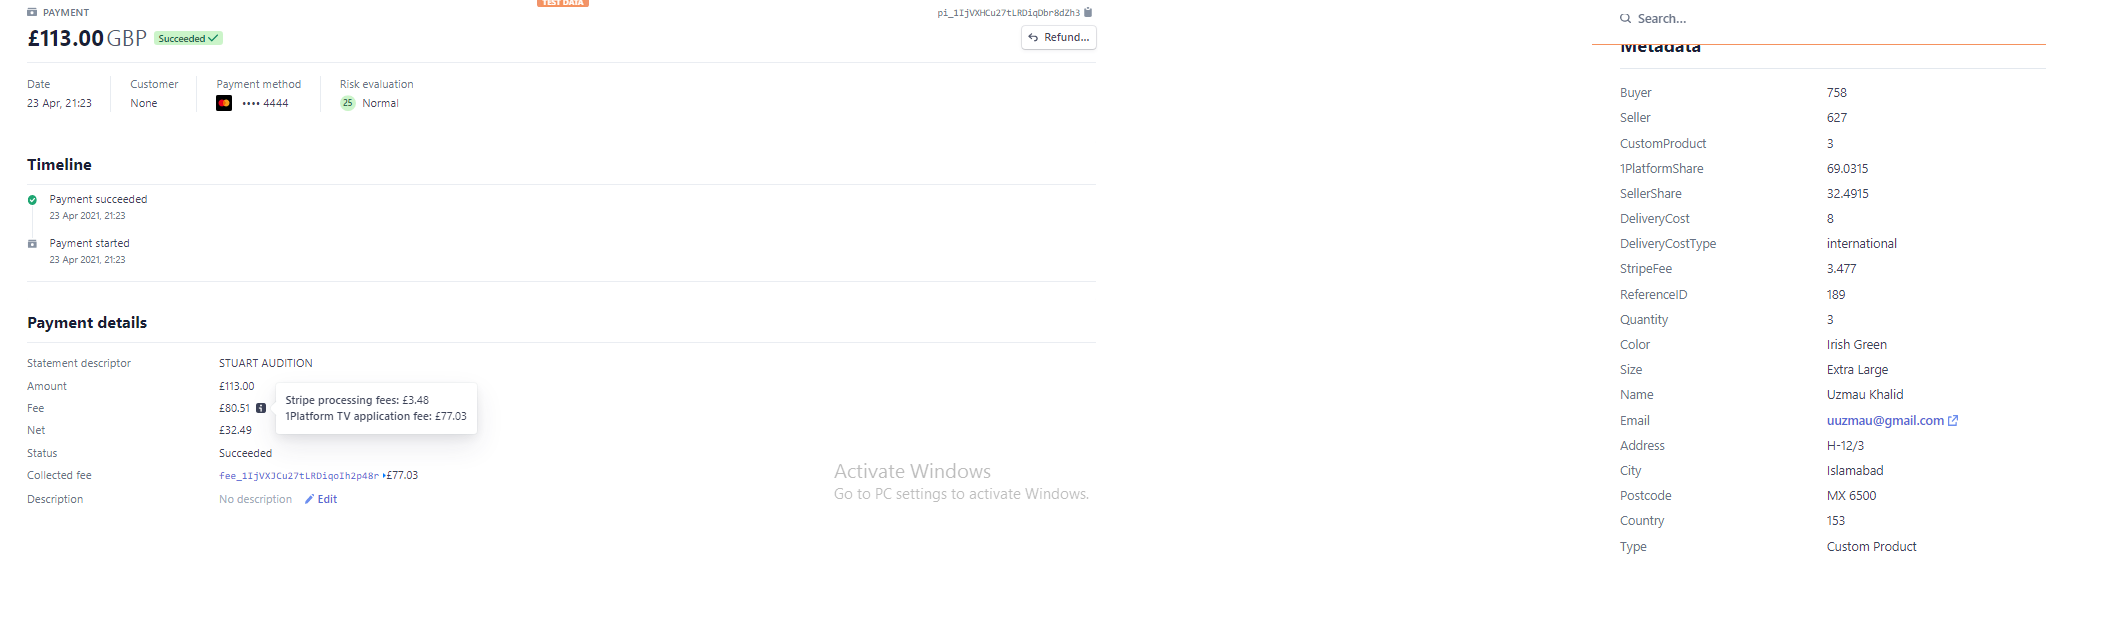 PAYMENT
TEST DATA
pi_1IjVXHCu27tLRDiqDbr8dZh3
£113.00 GBP Succeeded
Refund...
Date Customer Payment method Risk evaluation
23 Apr, 21:23 None •••• 4444 25 Normal
Timeline
Payment succeeded
23 Apr 2021, 21:23
Payment started
23 Apr 2021, 21:23
Payment details
Statement descriptor STUART AUDITION
Amount £113.00
Fee £80.51
Stripe processing fees: £3.48
1Platform TV application fee: £77.03
Net £32.49
Status Succeeded
Collected fee fee_1IjVXJCu27tLRDiqoIh2p48r £77.03
Description No description Edit
Activate Windows
Go to PC settings to activate Windows.
Search...
Metadata
Buyer 758
Seller 627
CustomProduct 3
1PlatformShare 69.0315
SellerShare 32.4915
DeliveryCost 8
DeliveryCostType international
StripeFee 3.477
ReferenceID 189
Quantity 3
Color Irish Green
Size Extra Large
Name Uzmau Khalid
Email uuzmau@gmail.com
Address H-12/3
City Islamabad
Postcode MX 6500
Country 153
Type Custom Product